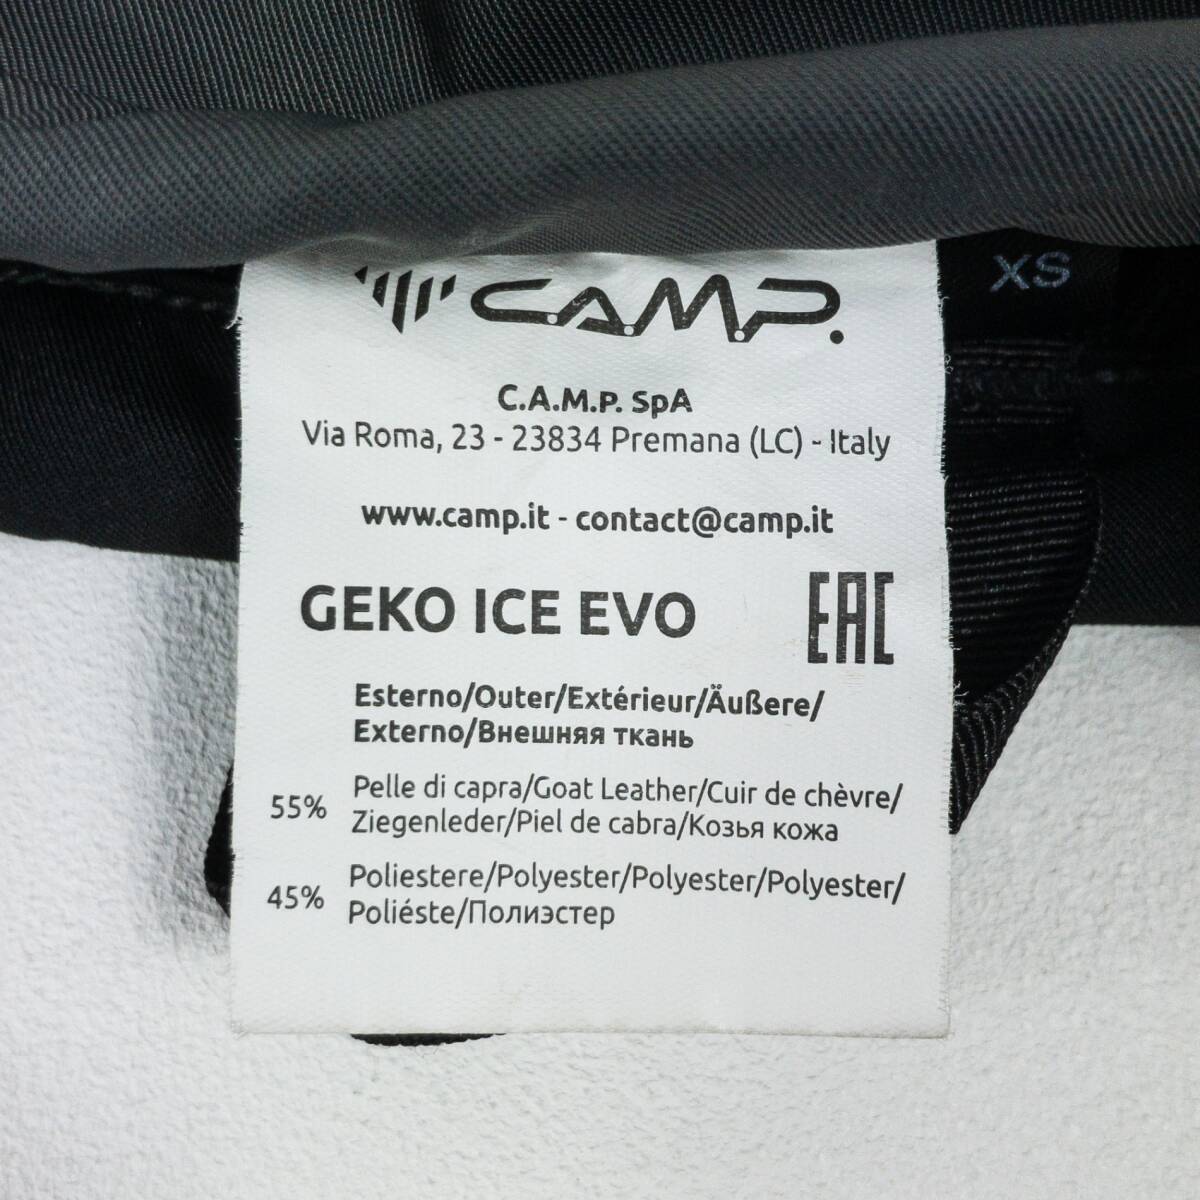 C.A.M.P.
XS
C.A.M.P. SpA
Via Roma, 23 - 23834 Premana (LC) - Italy
www.camp.it - contact@camp.it
GEKO ICE EVO
EAC
Esterno/Outer/Extérieur/Äußere/
Externo/Внешняя ткань
55% Pelle di capra/Goat Leather/Cuir de chèvre/
Ziegenleder/Piel de cabra/Козья кожа
45% Poliestere/Polyester/Polyester/Polyester/
Poliéste/Полиэстер